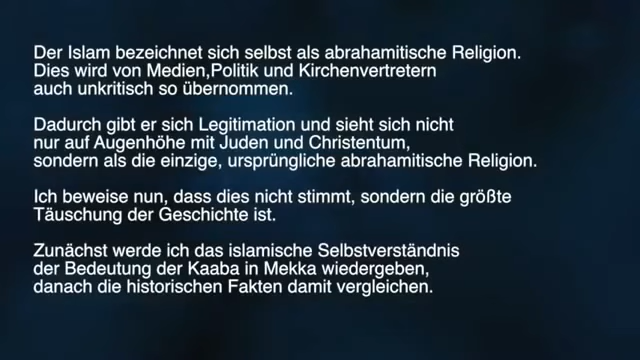 Der Islam bezeichnet sich selbst als abrahamitische Religion.
Dies wird von Medien,Politik und Kirchenvertretern
auch unkritisch so übernommen.
Dadurch gibt er sich Legitimation und sieht sich nicht
nur auf Augenhöhe mit Juden und Christentum,
sondern als die einzige, ursprüngliche abrahamitische Religion.
Ich beweise nun, dass dies nicht stimmt, sondern die größte
Täuschung der Geschichte ist.
Zunächst werde ich das islamische Selbstverständnis
der Bedeutung der Kaaba in Mekka wiedergeben,
danach die historischen Fakten damit vergleichen.